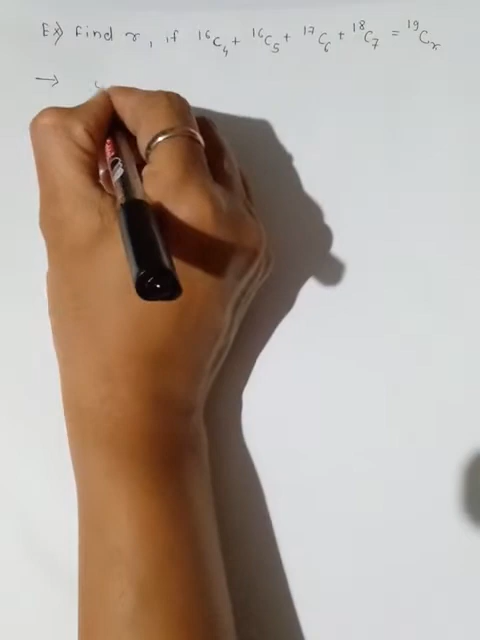 Ex) Find r, if ¹⁶C₄ + ¹⁶C₅ + ¹⁷C₆ + ¹⁸C₇ = ¹⁹Cᵣ
→